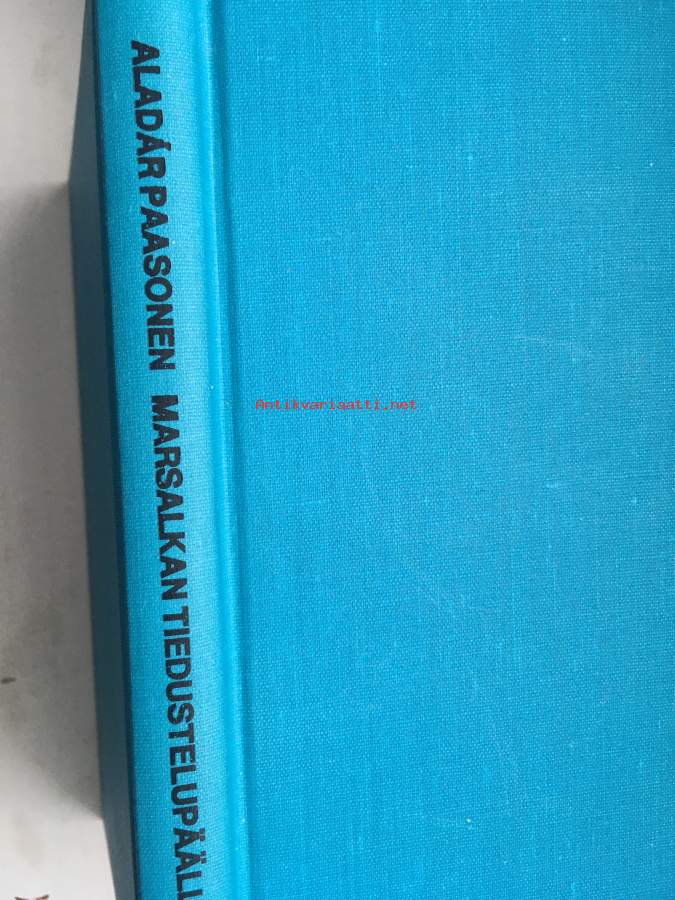 ALADÁR PAASONEN MARSALKAN TIEDUSTELUPÄÄLL
Antikvariaatti.net